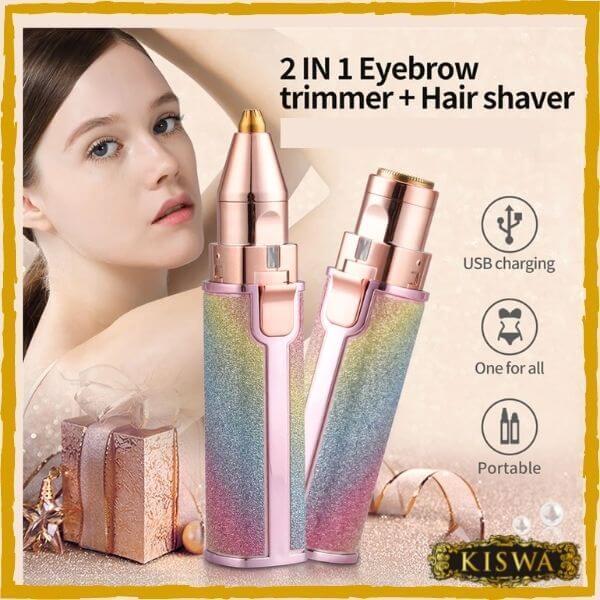 2 IN 1 Eyebrow
trimmer + Hair shaver
USB charging
One for all
Portable
KISWA